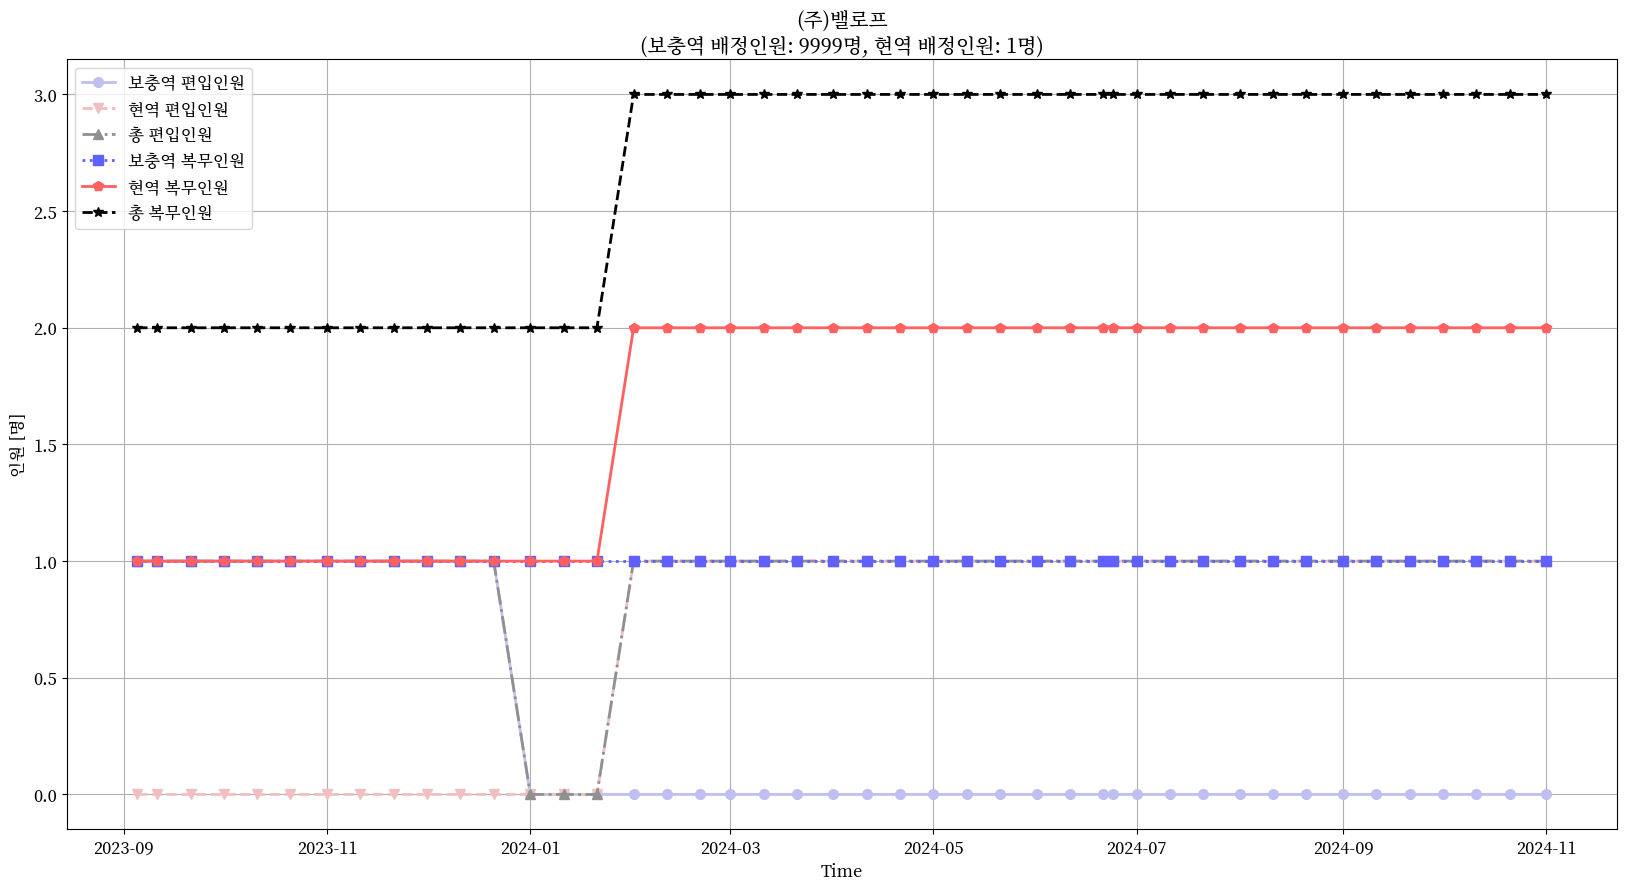 (주)밸로프
(보충역 배정인원: 9999명, 현역 배정인원: 1명)
보충역 편입인원
현역 편입인원
총 편입인원
보충역 복무인원
현역 복무인원
총 복무인원
3.0
2.5
2.0
1.5
1.0
0.5
0.0
인원 [명]
2023-09
2023-11
2024-01
2024-03
2024-05
2024-07
2024-09
2024-11
Time